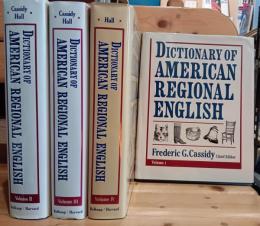 Cassidy
Hall
DICTIONARY OF
AMERICAN REGIONAL ENGLISH
Volume II
Belknap / Harvard
Cassidy
Hall
DICTIONARY OF
AMERICAN REGIONAL ENGLISH
Volume III
Belknap / Harvard
Hall
DICTIONARY OF
AMERICAN REGIONAL ENGLISH
Volume IV
Belknap / Harvard
DICTIONARY OF
AMERICAN
REGIONAL
ENGLISH
Frederic G. Cassidy Chief Editor
Volume I